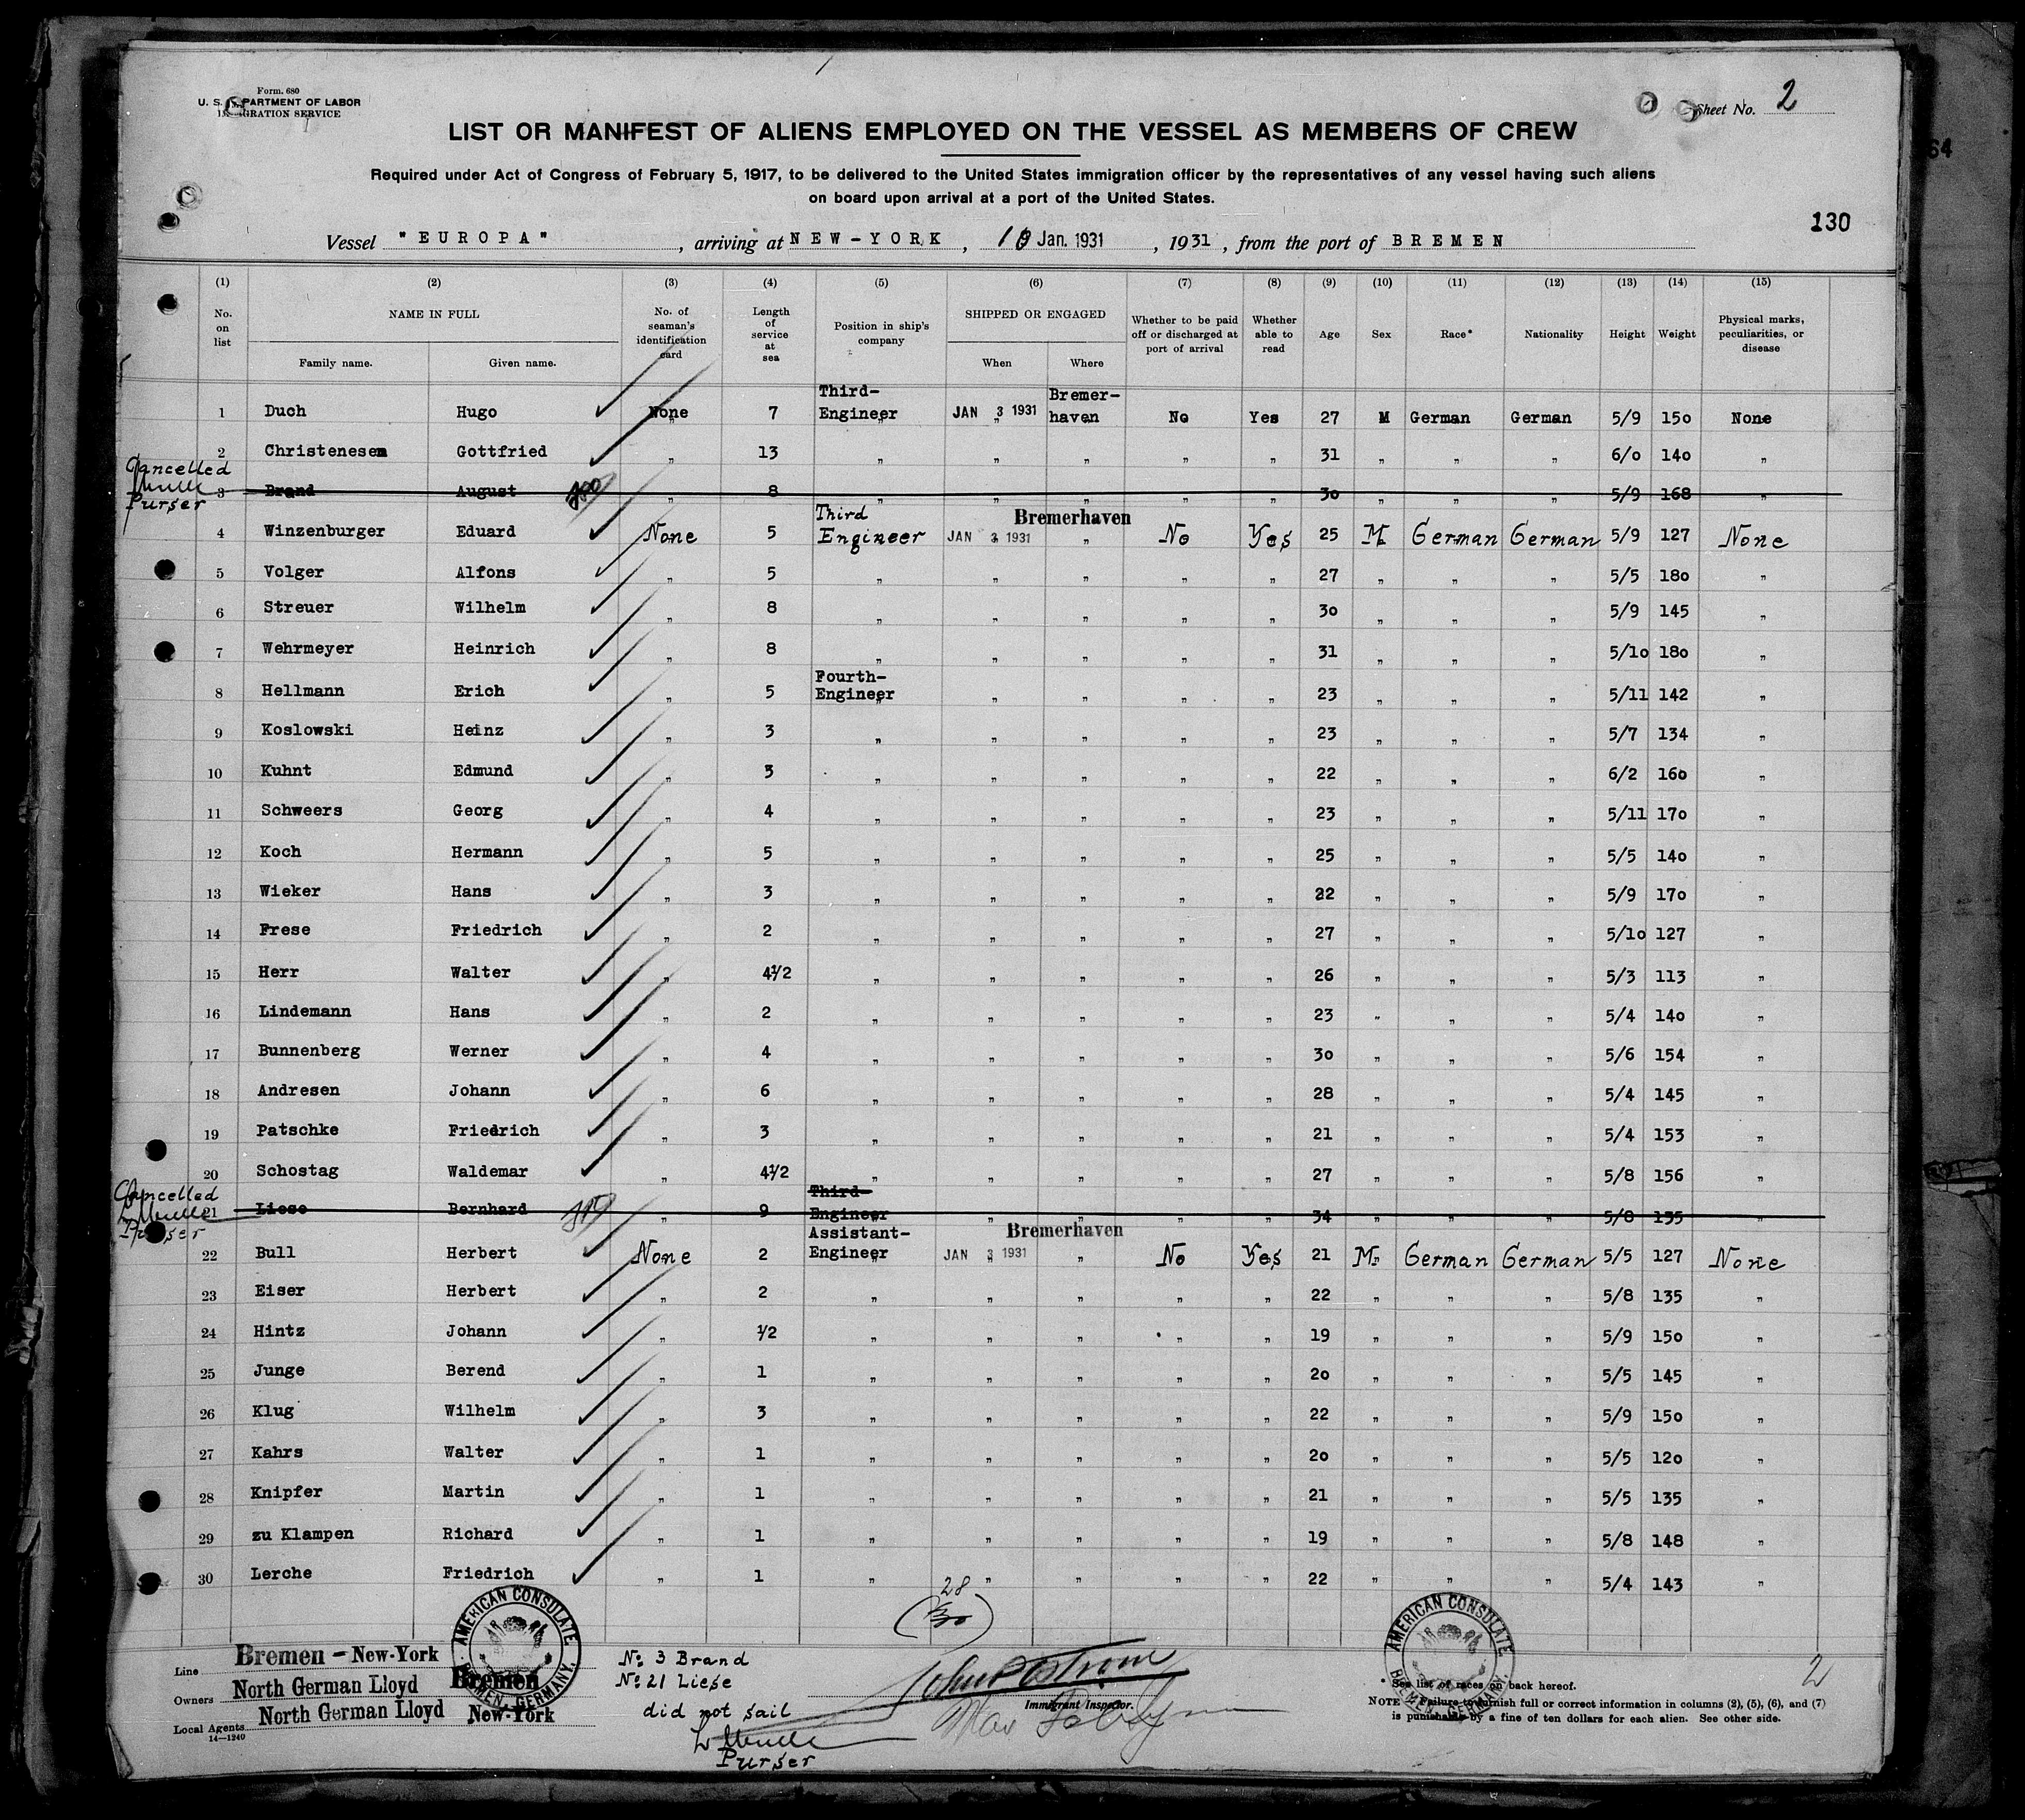 Form. 680
U. S. DEPARTMENT OF LABOR
IMMIGRATION SERVICE
Sheet No. 2
LIST OR MANIFEST OF ALIENS EMPLOYED ON THE VESSEL AS MEMBERS OF CREW
Required under Act of Congress of February 5, 1917, to be delivered to the United States immigration officer by the representatives of any vessel having such aliens
on board upon arrival at a port of the United States.
130
64
Vessel "EUROPA", arriving at NEW-YORK, 10 Jan. 1931, 1931, from the port of BREMEN
(1) (2) (3) (4) (5) (6) (7) (8) (9) (10) (11) (12) (13) (14) (15)
No. on list NAME IN FULL Family name. Given name. No. of seaman's identification card Length of service at sea Position in ship's company SHIPPED OR ENGAGED When Where Whether to be paid off or discharged at port of arrival Whether able to read Age Sex Race* Nationality Height Weight Physical marks, peculiarities, or disease
1 Duch Hugo None 7 Third-Engineer JAN 3 1931 Bremer-haven No Yes 27 M German German 5/9 150 None
2 Christenesen Gottfried " 13 " " " " " 31 " " " 6/0 140 "
Cancelled
Purser
3 Brand August " 8 " " " " " 30 " " " 5/9 168 "
4 Winzenburger Eduard None 5 Third Engineer JAN 3 1931 Bremerhaven No Yes 25 M German German 5/9 127 None
5 Volger Alfons " 5 " " " " " 27 " " " 5/5 180 "
6 Streuer Wilhelm " 8 " " " " " 30 " " " 5/9 145 "
7 Wehrmeyer Heinrich " 8 " " " " " 31 " " " 5/10 180 "
8 Hellmann Erich " 5 Fourth-Engineer " " " " 23 " " " 5/11 142 "
9 Koslowski Heinz " 3 " " " " " 23 " " " 5/7 134 "
10 Kuhnt Edmund " 3 " " " " " 22 " " " 6/2 160 "
11 Schweers Georg " 4 " " " " " 23 " " " 5/11 170 "
12 Koch Hermann " 5 " " " " " 25 " " " 5/5 140 "
13 Wieker Hans " 3 " " " " " 22 " " " 5/9 170 "
14 Frese Friedrich " 2 " " " " " 27 " " " 5/10 127 "
15 Herr Walter " 4½ " " " " " 26 " " " 5/3 113 "
16 Lindemann Hans " 2 " " " " " 23 " " " 5/4 140 "
17 Bunnenberg Werner " 4 " " " " " 30 " " " 5/6 154 "
18 Andresen Johann " 6 " " " " " 28 " " " 5/4 145 "
19 Patschke Friedrich " 3 " " " " " 21 " " " 5/4 153 "
20 Schostag Waldemar " 4½ " " " " " 27 " " " 5/8 156 "
Cancelled
Purser
21 Liese Bernhard " 9 Third-Engineer " " " " 34 " " " 5/8 135 "
22 Bull Herbert None 2 Assistant-Engineer JAN 3 1931 Bremerhaven No Yes 21 M German German 5/5 127 None
23 Eiser Herbert " 2 " " " " " 22 " " " 5/8 135 "
24 Hintz Johann " ½ " " " " " 19 " " " 5/9 150 "
25 Junge Berend " 1 " " " " " 20 " " " 5/5 145 "
26 Klug Wilhelm " 3 " " " " " 22 " " " 5/9 150 "
27 Kahrs Walter " 1 " " " " " 20 " " " 5/5 120 "
28 Knipfer Martin " 1 " " " " " 21 " " " 5/5 135 "
29 zu Klampen Richard " 1 " " " " " 19 " " " 5/8 148 "
30 Lerche Friedrich " 1 " " " " " 22 " " " 5/4 143 "
28
Line Bremen - New-York
Owners North German Lloyd Bremen
Local Agents North German Lloyd New-York
14-1240
AMERICAN CONSULATE BREMEN, GERMANY.
No: 3 Brand
No: 21 Liese
did not sail
Purser
Immigrant Inspector.
AMERICAN CONSULATE BREMEN, GERMANY.
2
* See list of races on back hereof.
NOTE.—Failure to furnish full or correct information in columns (2), (5), (6), and (7)
is punishable by a fine of ten dollars for each alien. See other side.